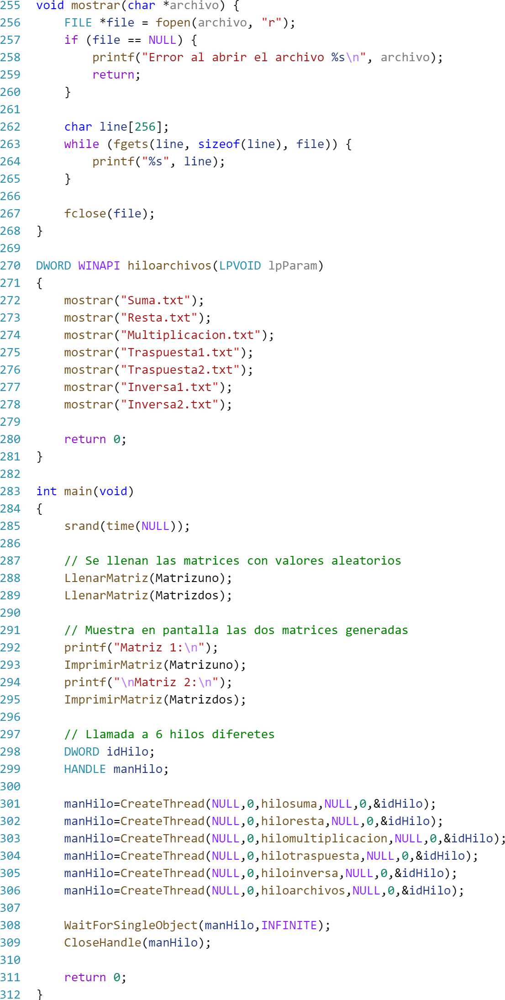 255 void mostrar(char *archivo) {
256     FILE *file = fopen(archivo, "r");
257     if (file == NULL) {
258         printf("Error al abrir el archivo %s\n", archivo);
259         return;
260     }
261
262     char line[256];
263     while (fgets(line, sizeof(line), file)) {
264         printf("%s", line);
265     }
266
267     fclose(file);
268 }
269
270 DWORD WINAPI hiloarchivos(LPVOID lpParam)
271 {
272     mostrar("Suma.txt");
273     mostrar("Resta.txt");
274     mostrar("Multiplicacion.txt");
275     mostrar("Traspuesta1.txt");
276     mostrar("Traspuesta2.txt");
277     mostrar("Inversa1.txt");
278     mostrar("Inversa2.txt");
279
280     return 0;
281 }
282
283 int main(void)
284 {
285     srand(time(NULL));
286
287     // Se llenan las matrices con valores aleatorios
288     LlenarMatriz(Matrizuno);
289     LlenarMatriz(Matrizdos);
290
291     // Muestra en pantalla las dos matrices generadas
292     printf("Matriz 1:\n");
293     ImprimirMatriz(Matrizuno);
294     printf("\nMatriz 2:\n");
295     ImprimirMatriz(Matrizdos);
296
297     // Llamada a 6 hilos diferetes
298     DWORD idHilo;
299     HANDLE manHilo;
300
301     manHilo=CreateThread(NULL,0,hilosuma,NULL,0,&idHilo);
302     manHilo=CreateThread(NULL,0,hiloresta,NULL,0,&idHilo);
303     manHilo=CreateThread(NULL,0,hilomultiplicacion,NULL,0,&idHilo);
304     manHilo=CreateThread(NULL,0,hilotraspuesta,NULL,0,&idHilo);
305     manHilo=CreateThread(NULL,0,hiloinversa,NULL,0,&idHilo);
306     manHilo=CreateThread(NULL,0,hiloarchivos,NULL,0,&idHilo);
307
308     WaitForSingleObject(manHilo,INFINITE);
309     CloseHandle(manHilo);
310
311     return 0;
312 }